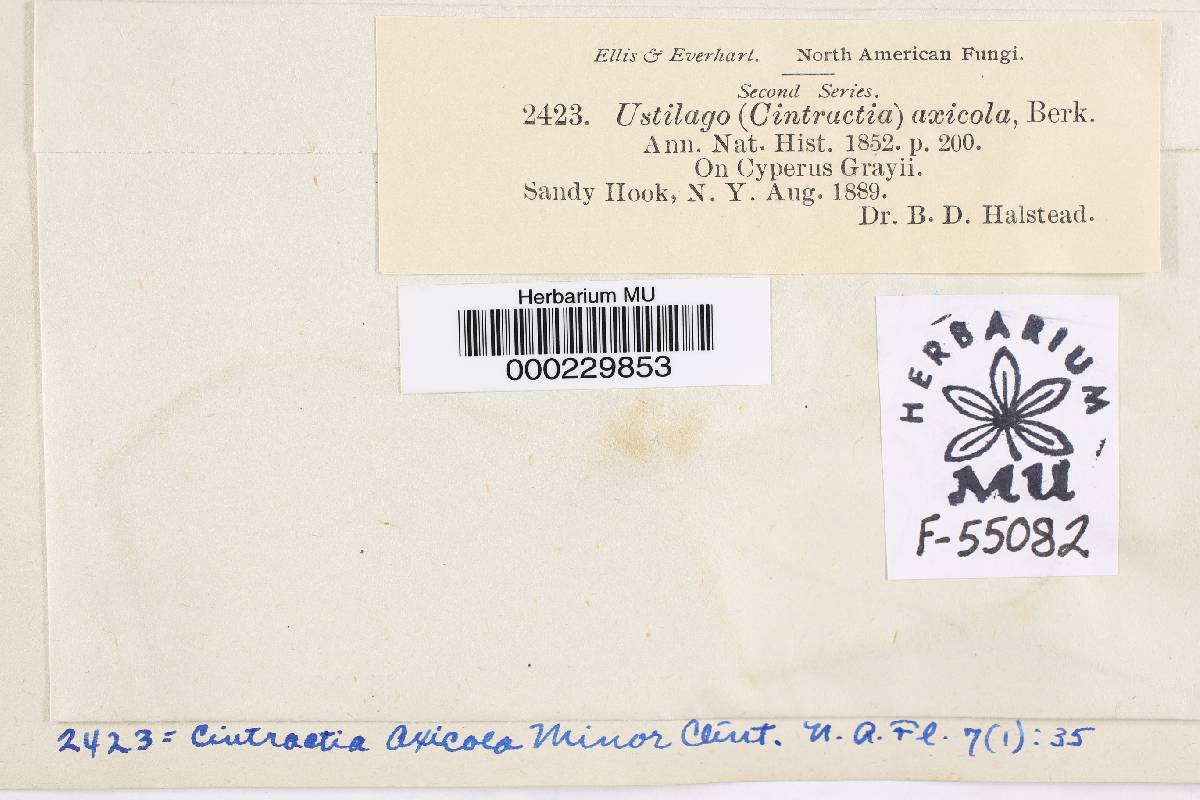 Ellis & Everhart. North American Fungi.
Second Series.
2423. Ustilago (Cintractia) axicola, Berk.
Ann. Nat. Hist. 1852. p. 200.
On Cyperus Grayii.
Sandy Hook, N. Y. Aug. 1889.
Dr. B. D. Halstead.
Herbarium MU
000229853
HERBARIUM
MU
F-55082
2423 = Cintractia Axicola Minor Clint. N. A. Fl. 7(1): 35